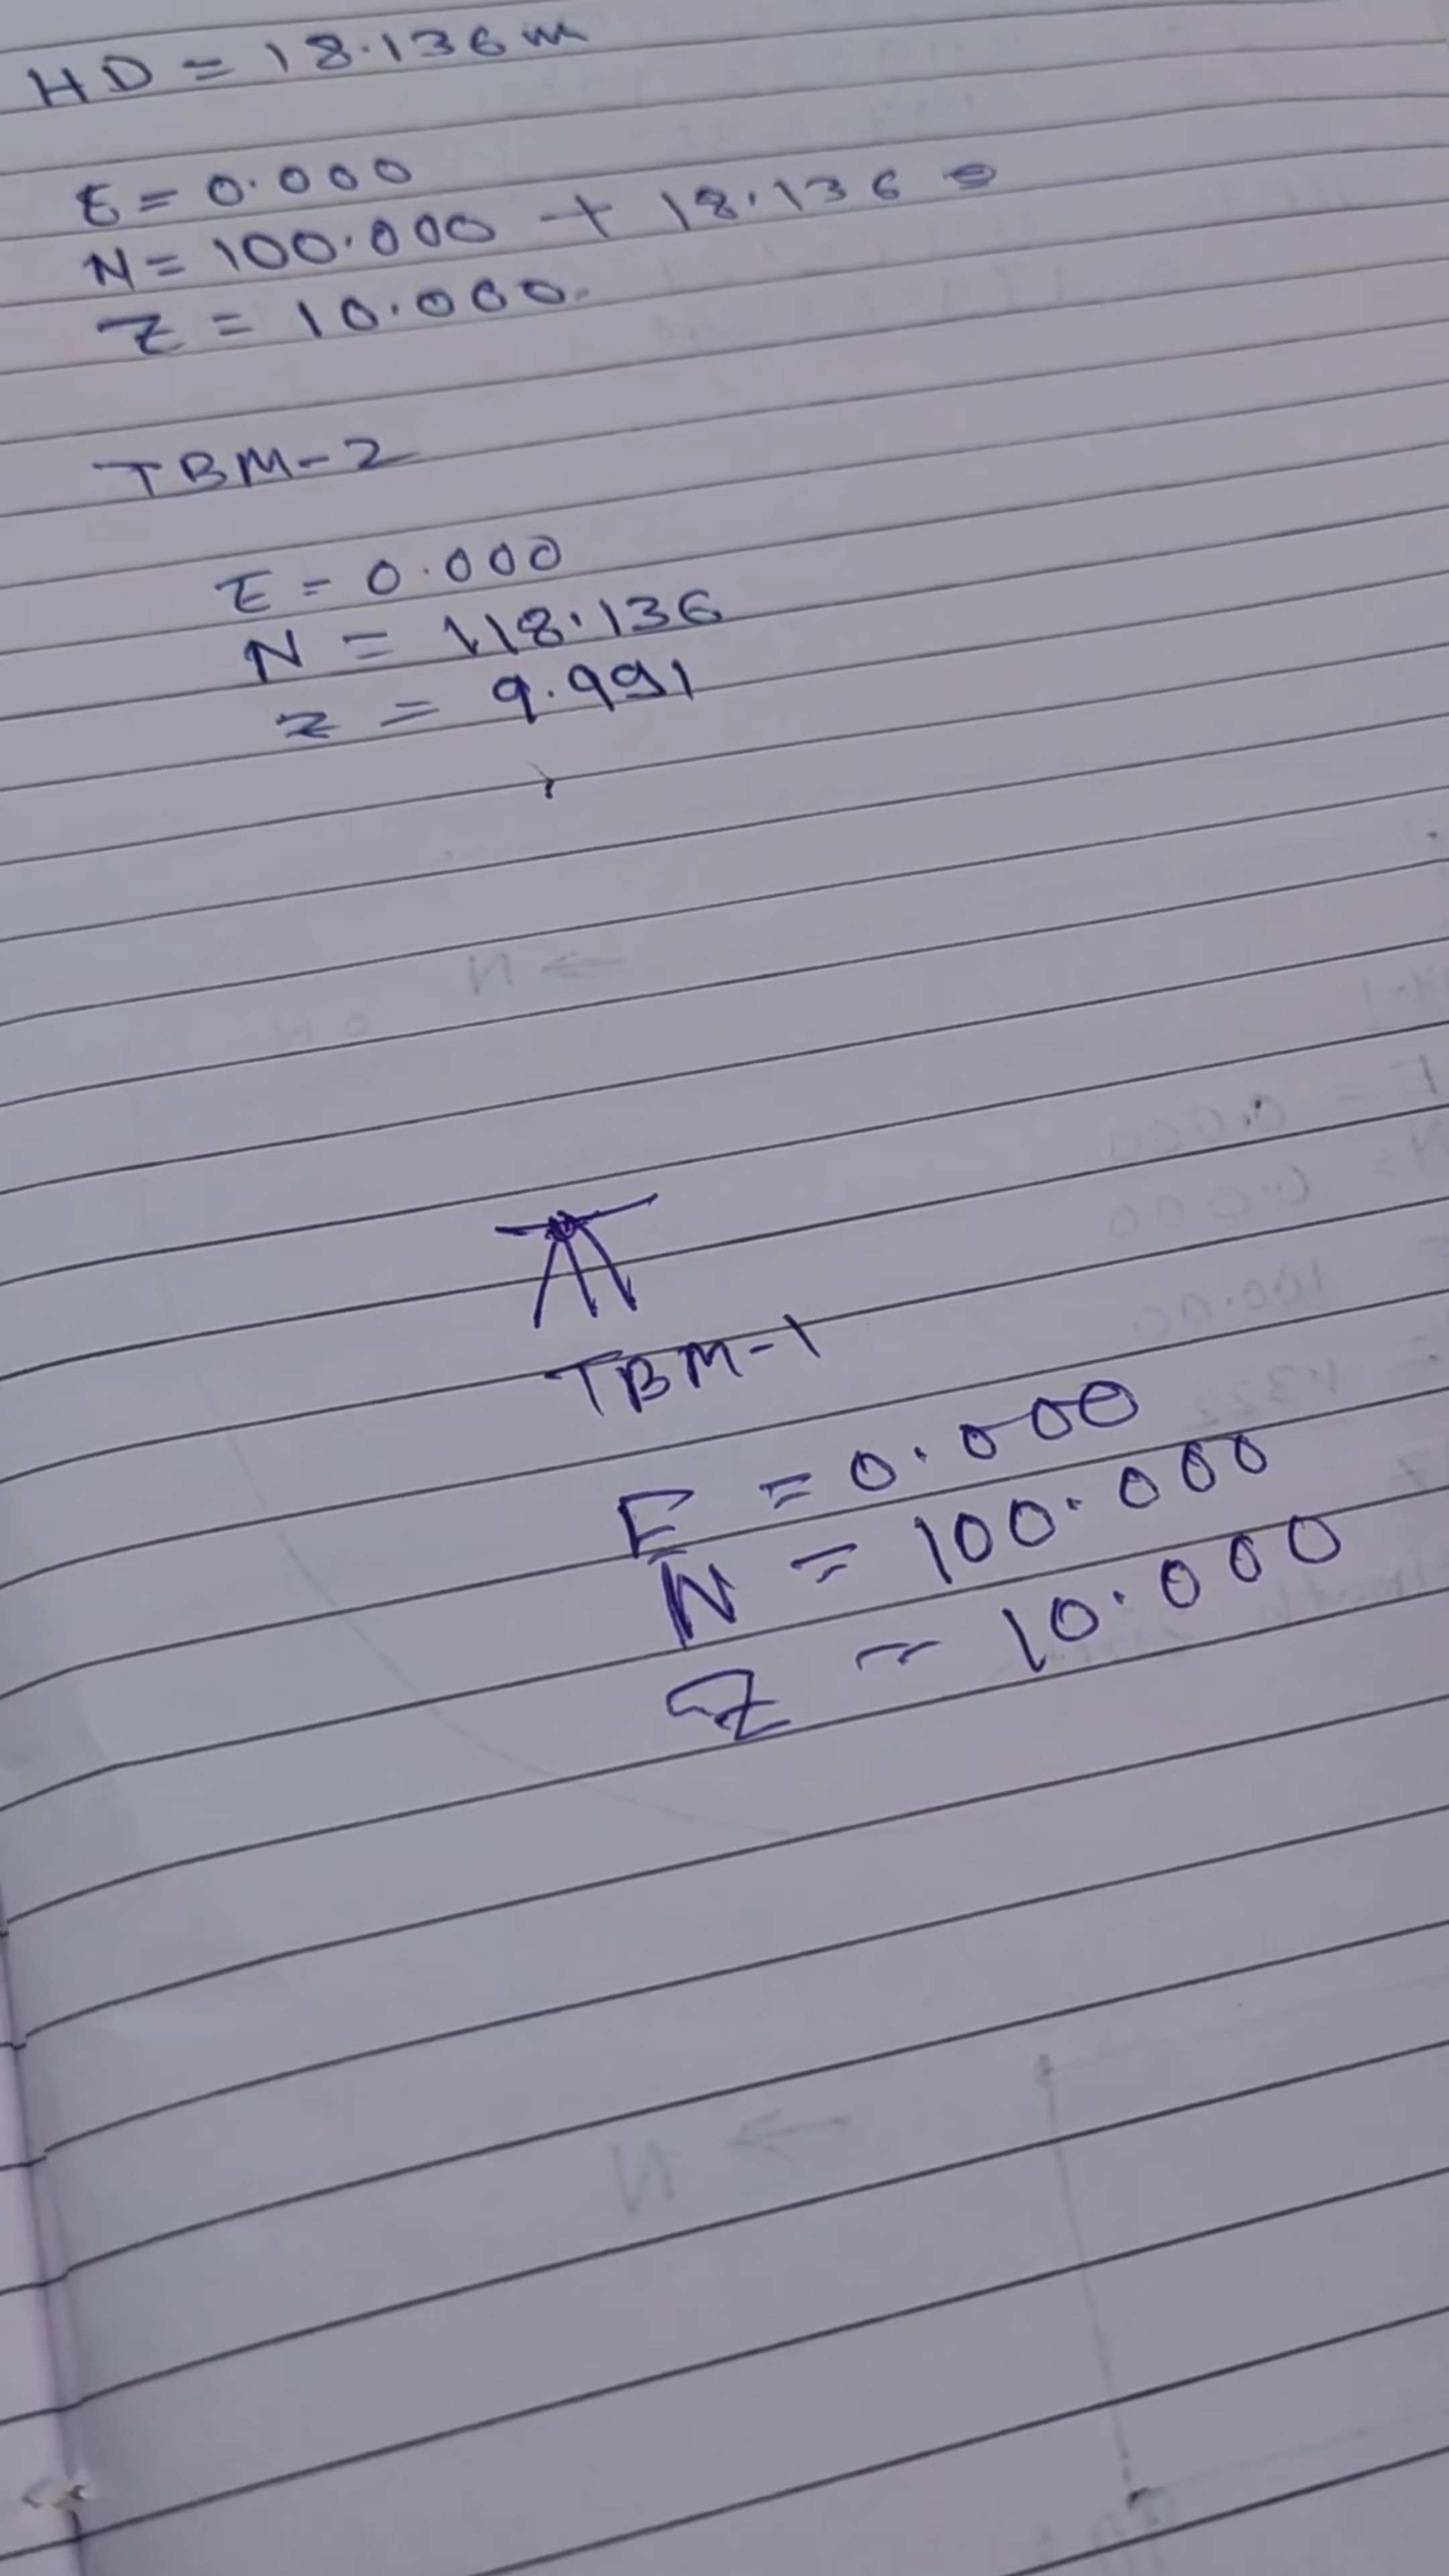 HD = 18.136m
E = 0.000
N = 100.000 + 18.136
Z = 10.000
TBM-2
E = 0.000
N = 118.136
Z = 9.991
TBM-1
E = 0.000
N = 100.000
Z = 10.000